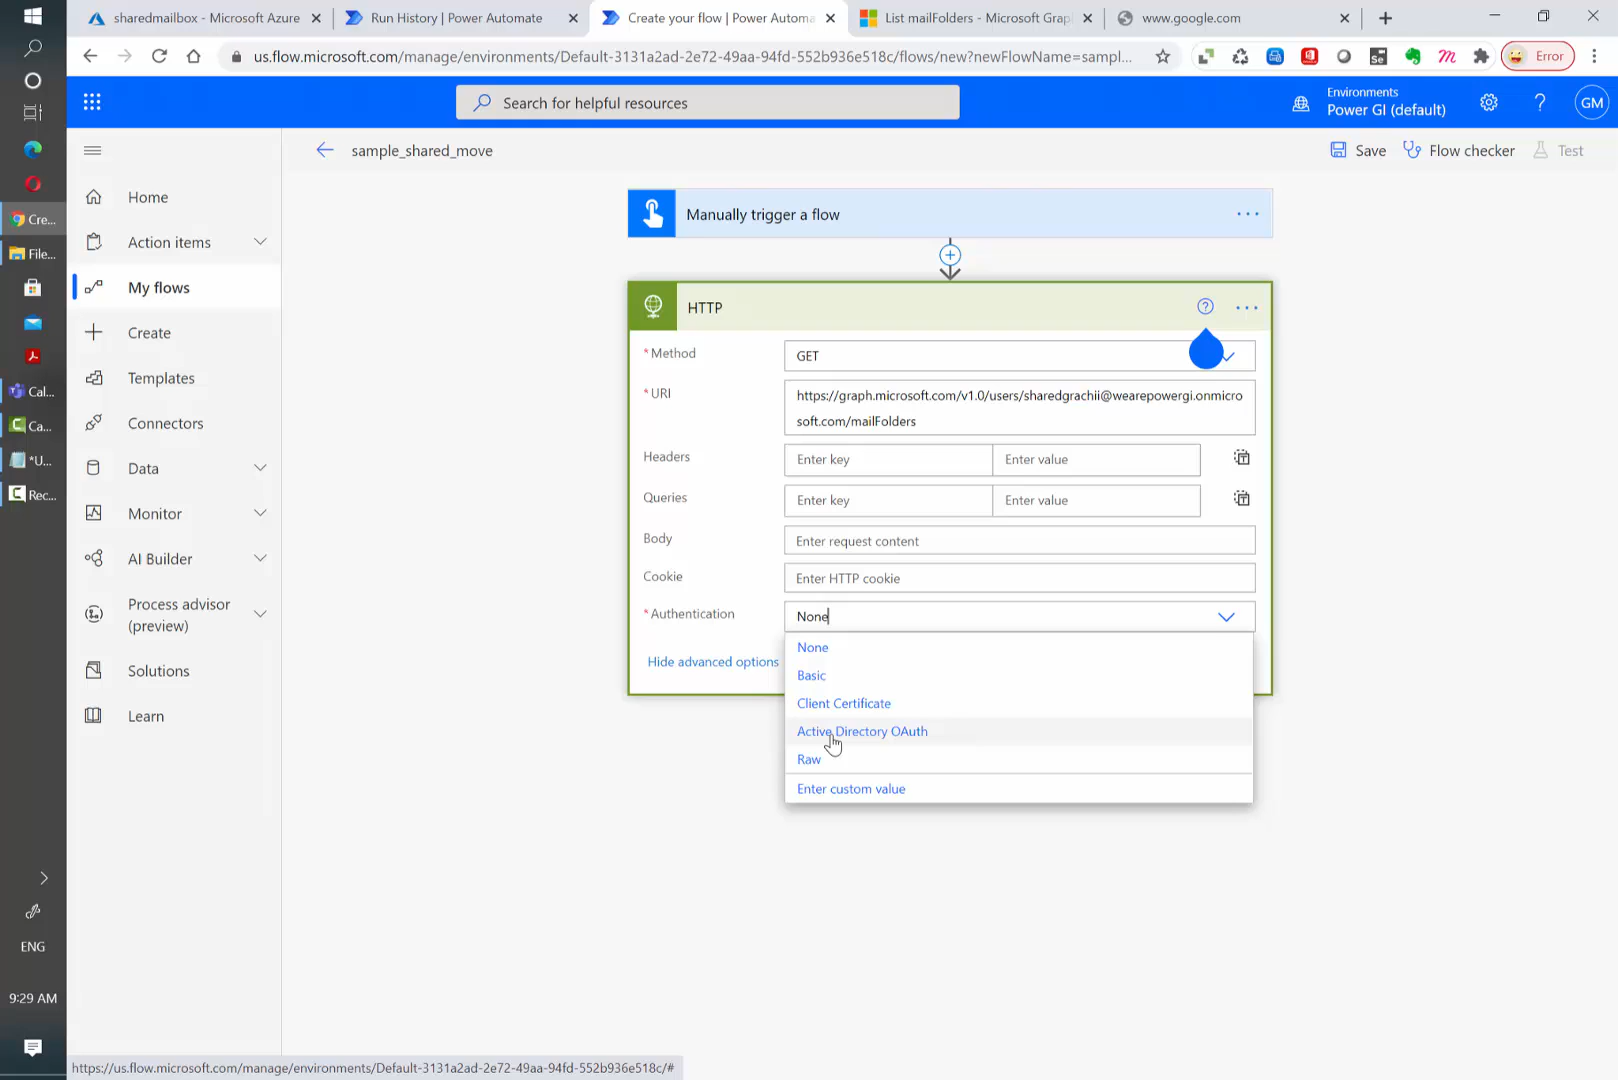 sharedmailbox - Microsoft Azure
Run History | Power Automate
Create your flow | Power Automa
List mailFolders - Microsoft Grap
www.google.com
us.flow.microsoft.com/manage/environments/Default-3131a2ad-2e72-49aa-94fd-552b936e518c/flows/new?newFlowName=sampl...
Se
m
Error
Search for helpful resources
Environments
Power GI (default)
?
GM
sample_shared_move
Save
Flow checker
Test
Home
Action items
My flows
Create
Templates
Connectors
Data
Monitor
AI Builder
Process advisor
(preview)
Solutions
Learn
Cre...
File...
Cal...
Ca...
*U...
Rec...
ENG
9:29 AM
Manually trigger a flow
HTTP
?
* Method
GET
* URI
https://graph.microsoft.com/v1.0/users/sharedgrachii@wearepowergi.onmicro
soft.com/mailFolders
Headers
Enter key
Enter value
Queries
Enter key
Enter value
Body
Enter request content
Cookie
Enter HTTP cookie
* Authentication
None
Hide advanced options
None
Basic
Client Certificate
Active Directory OAuth
Raw
Enter custom value
https://us.flow.microsoft.com/manage/environments/Default-3131a2ad-2e72-49aa-94fd-552b936e518c/#